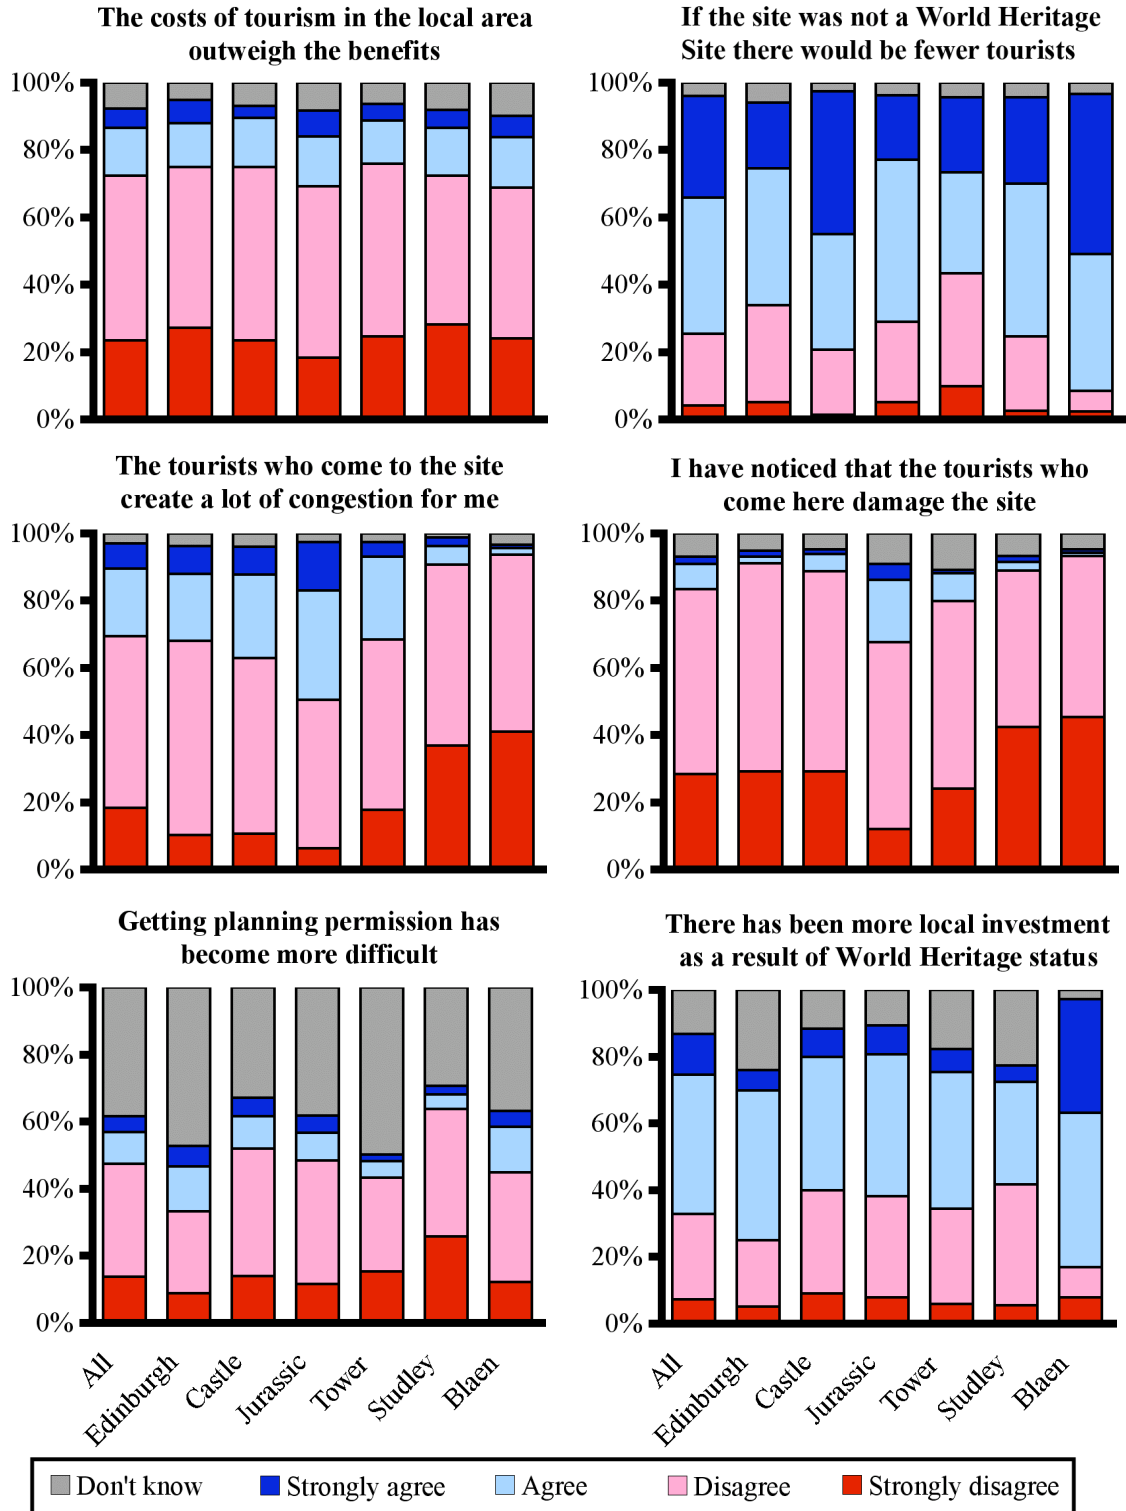 The costs of tourism in the local area
outweigh the benefits
100%
80%
60%
40%
20%
0%
If the site was not a World Heritage
Site there would be fewer tourists
100%
80%
60%
40%
20%
0%
The tourists who come to the site
create a lot of congestion for me
100%
80%
60%
40%
20%
0%
I have noticed that the tourists who
come here damage the site
100%
80%
60%
40%
20%
0%
Getting planning permission has
become more difficult
100%
80%
60%
40%
20%
0%
All
Edinburgh
Castle
Jurassic
Tower
Studley
Blaen
There has been more local investment
as a result of World Heritage status
100%
80%
60%
40%
20%
0%
All
Edinburgh
Castle
Jurassic
Tower
Studley
Blaen
Don't know Strongly agree Agree Disagree Strongly disagree